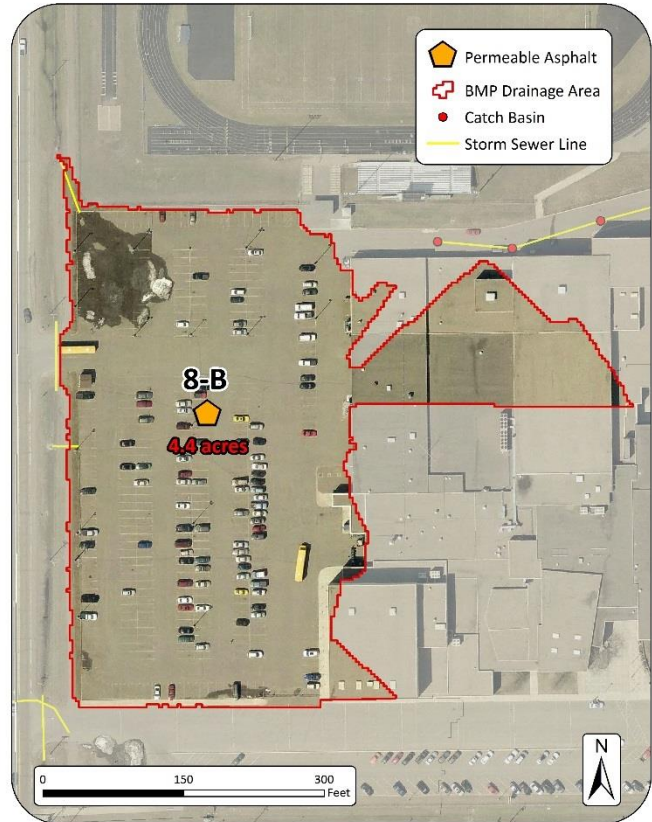 Permeable Asphalt
BMP Drainage Area
Catch Basin
Storm Sewer Line
8-B
4.4 acres
0 150 300
Feet
N